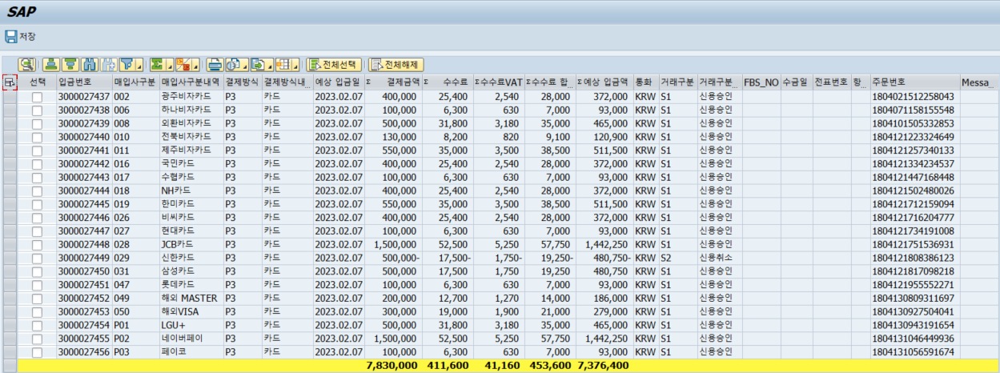 SAP
저장
전체선택 전체해제
선택 입금번호 매입사구분 매입사구분내역 결제방식 결제방식내... 예상 입금일 Σ 결제금액 Σ 수수료 Σ수수료VAT Σ수수료 합... Σ예상 입금액 통화 거래구분 거래구분... FBS_NO 수금일 전표번호 항... 주문번호 Messa...
3000027437 002 광주비자카드 P3 카드 2023.02.07 400,000 25,400 2,540 28,000 372,000 KRW S1 신용승인 1804021512258043
3000027438 006 하나비자카드 P3 카드 2023.02.07 100,000 6,300 630 7,000 93,000 KRW S1 신용승인 1804071158155548
3000027439 008 외환비자카드 P3 카드 2023.02.07 500,000 31,800 3,180 35,000 465,000 KRW S1 신용승인 1804101505332853
3000027440 010 전북비자카드 P3 카드 2023.02.07 130,000 8,200 820 9,100 120,900 KRW S1 신용승인 1804121223324649
3000027441 011 제주비자카드 P3 카드 2023.02.07 550,000 35,000 3,500 38,500 511,500 KRW S1 신용승인 1804121257340133
3000027442 016 국민카드 P3 카드 2023.02.07 400,000 25,400 2,540 28,000 372,000 KRW S1 신용승인 1804121334234537
3000027443 017 수협카드 P3 카드 2023.02.07 100,000 6,300 630 7,000 93,000 KRW S1 신용승인 1804121447168448
3000027444 018 NH카드 P3 카드 2023.02.07 400,000 25,400 2,540 28,000 372,000 KRW S1 신용승인 1804121502480026
3000027445 019 한미카드 P3 카드 2023.02.07 550,000 35,000 3,500 38,500 511,500 KRW S1 신용승인 1804121712159094
3000027446 026 비씨카드 P3 카드 2023.02.07 400,000 25,400 2,540 28,000 372,000 KRW S1 신용승인 1804121716204777
3000027447 027 현대카드 P3 카드 2023.02.07 100,000 6,300 630 7,000 93,000 KRW S1 신용승인 1804121734191008
3000027448 028 JCB카드 P3 카드 2023.02.07 1,500,000 52,500 5,250 57,750 1,442,250 KRW S1 신용승인 1804121751536931
3000027449 029 신한카드 P3 카드 2023.02.07 500,000- 17,500- 1,750- 19,250- 480,750- KRW S2 신용취소 1804121808386123
3000027450 031 삼성카드 P3 카드 2023.02.07 500,000 17,500 1,750 19,250 480,750 KRW S1 신용승인 1804121817098218
3000027451 047 롯데카드 P3 카드 2023.02.07 100,000 6,300 630 7,000 93,000 KRW S1 신용승인 1804121955552271
3000027452 049 해외 MASTER P3 카드 2023.02.07 200,000 12,700 1,270 14,000 186,000 KRW S1 신용승인 1804130809311697
3000027453 050 해외VISA P3 카드 2023.02.07 300,000 19,000 1,900 21,000 279,000 KRW S1 신용승인 1804130927504041
3000027454 P01 LGU+ P3 카드 2023.02.07 500,000 31,800 3,180 35,000 465,000 KRW S1 신용승인 1804130943191654
3000027455 P02 네이버페이 P3 카드 2023.02.07 1,500,000 52,500 5,250 57,750 1,442,250 KRW S1 신용승인 1804131046449936
3000027456 P03 페이코 P3 카드 2023.02.07 100,000 6,300 630 7,000 93,000 KRW S1 신용승인 1804131056591674
7,830,000 411,600 41,160 453,600 7,376,400